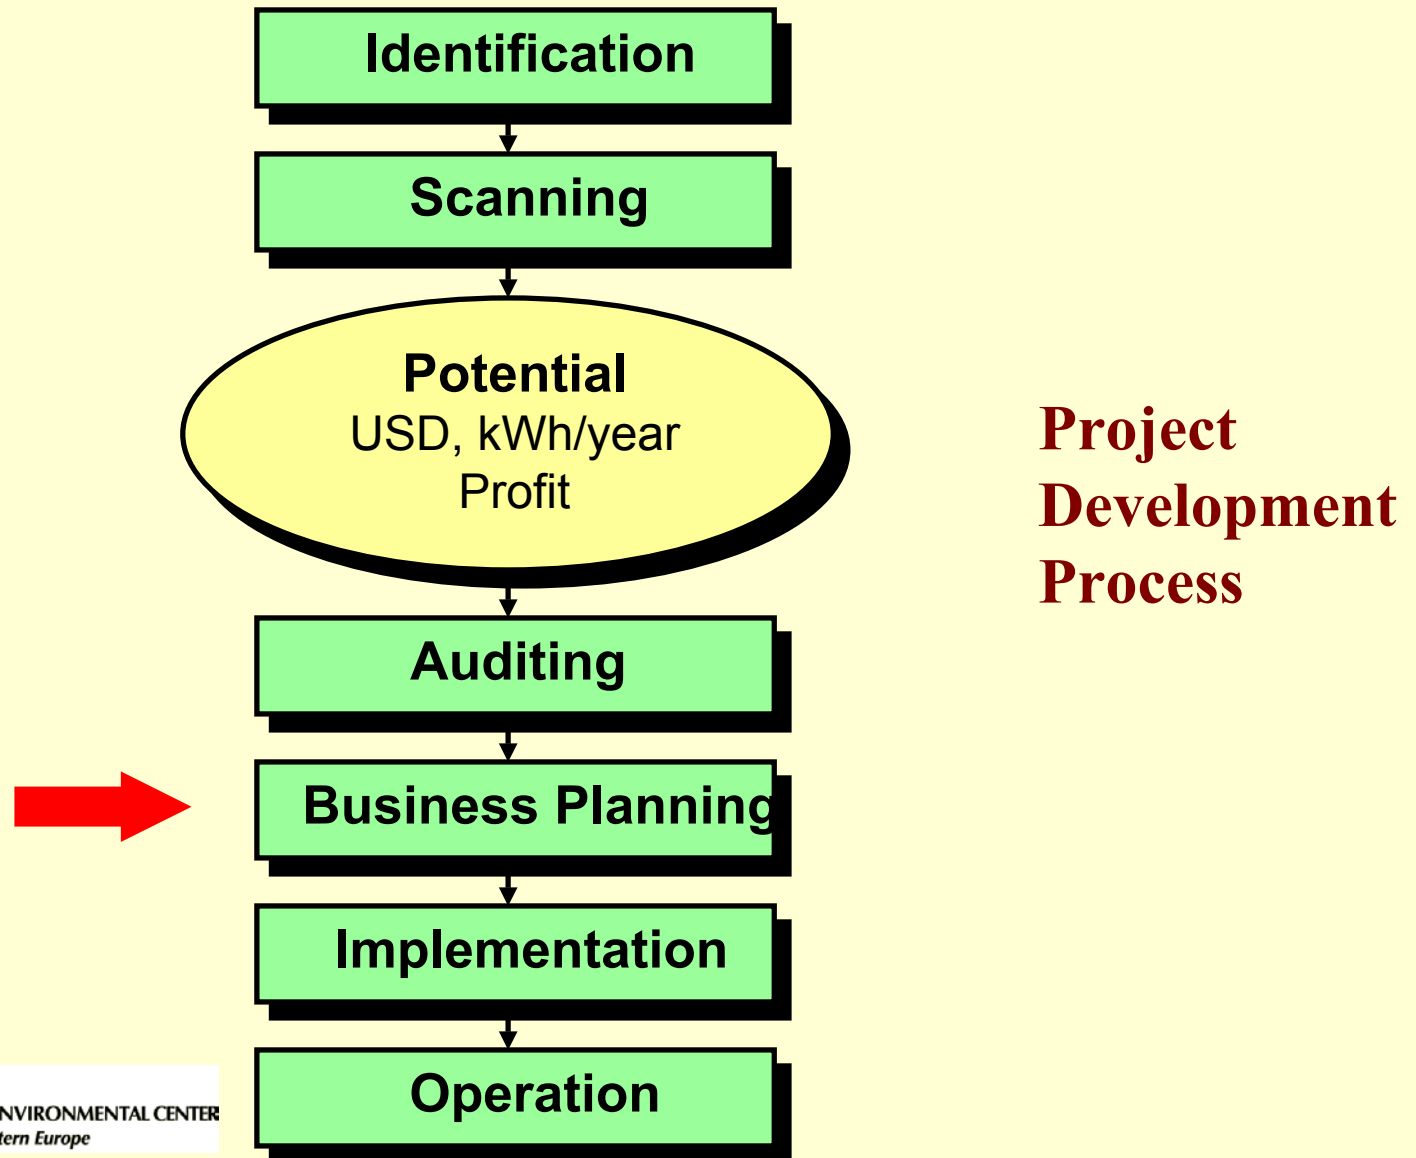 Identification
Scanning
Potential
USD, kWh/year
Profit
Project
Development
Process
Auditing
Business Planning
Implementation
Operation
NVIRONMENTAL CENTER
tern Europe